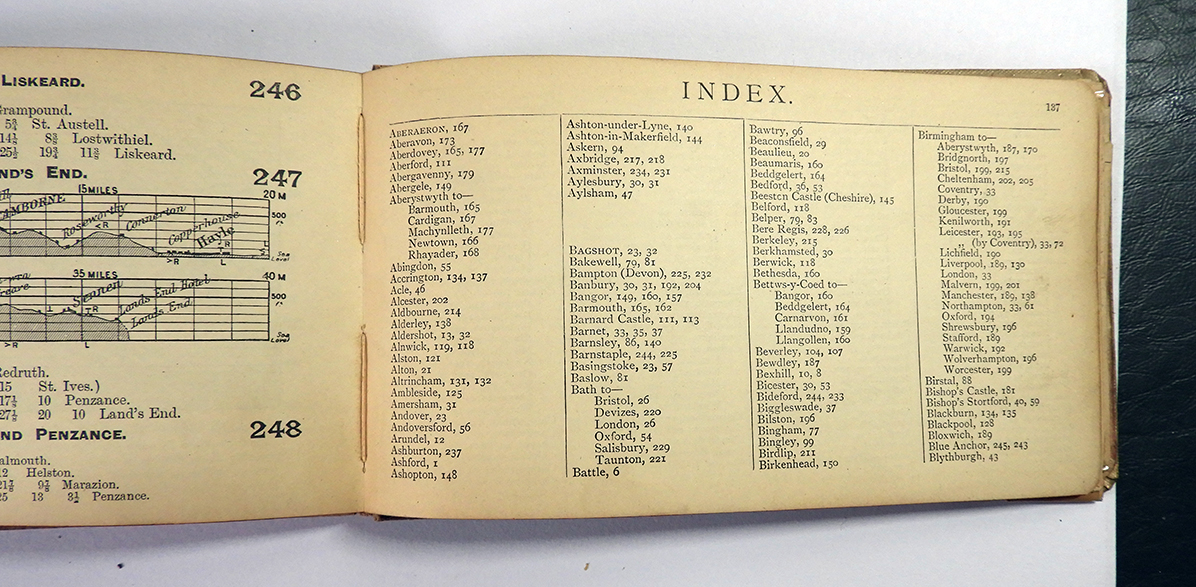 LISKEARD. 246
Grampound.
5¾ St. Austell.
14½ 8¾ Lostwithiel.
25½ 19¾ 11¾ Liskeard.
ND'S END. 247
15 MILES 20 M
CAMBORNE
Roseworthy
Connerton
Copperhouse
Hayle
500
Sea
Level
>R L
35 MILES 40 M
Sennen
Lands End Hotel
Lands End
500
Sea
Level
>R L
Redruth.
15 St. Ives.)
17½ 10 Penzance.
27½ 20 10 Land's End.
ND PENZANCE. 248
almouth.
12 Helston.
21⅞ 9⅞ Marazion.
25 13 3½ Penzance.
INDEX.
137
ABERAERON, 167
Aberavon, 173
Aberdovey, 165, 177
Aberford, 111
Abergavenny, 179
Abergele, 149
Aberystwyth to—
Barmouth, 165
Cardigan, 167
Machynlleth, 177
Newtown, 166
Rhayader, 168
Abingdon, 55
Accrington, 134, 137
Acle, 46
Alcester, 202
Aldbourne, 214
Alderley, 138
Aldershot, 13, 32
Alnwick, 119, 118
Alston, 121
Alton, 21
Altrincham, 131, 132
Ambleside, 125
Amersham, 31
Andover, 23
Andoversford, 56
Arundel, 12
Ashburton, 237
Ashford, 1
Ashopton, 148
Ashton-under-Lyne, 140
Ashton-in-Makerfield, 144
Askern, 94
Axbridge, 217, 218
Axminster, 234, 231
Aylesbury, 30, 31
Aylsham, 47
BAGSHOT, 23, 32
Bakewell, 79, 81
Bampton (Devon), 225, 232
Banbury, 30, 31, 192, 204
Bangor, 149, 160, 157
Barmouth, 165, 162
Barnard Castle, 111, 113
Barnet, 33, 35, 37
Barnsley, 86, 140
Barnstaple, 244, 225
Basingstoke, 23, 57
Baslow, 81
Bath to—
Bristol, 26
Devizes, 220
London, 26
Oxford, 54
Salisbury, 229
Taunton, 221
Battle, 6
Bawtry, 96
Beaconsfield, 29
Beaulieu, 20
Beaumaris, 160
Beddgelert, 164
Bedford, 36, 53
Beeston Castle (Cheshire), 145
Belford, 118
Belper, 79, 83
Bere Regis, 228, 226
Berkeley, 215
Berkhamsted, 30
Berwick, 118
Bethesda, 160
Bettws-y-Coed to—
Bangor, 160
Beddgelert, 164
Carnarvon, 161
Llandudno, 159
Llangollen, 160
Beverley, 104, 107
Bewdley, 187
Bexhill, 10, 8
Bicester, 30, 53
Bideford, 244, 233
Biggleswade, 37
Bilston, 196
Bingham, 77
Bingley, 99
Birdlip, 211
Birkenhead, 150
Birmingham to—
Aberystwyth, 187, 170
Bridgnorth, 197
Bristol, 199, 215
Cheltenham, 202, 205
Coventry, 33
Derby, 190
Gloucester, 199
Kenilworth, 191
Leicester, 193, 195
„ (by Coventry), 33, 72
Lichfield, 190
Liverpool, 189, 130
London, 33
Malvern, 199, 201
Manchester, 189, 138
Northampton, 33, 61
Oxford, 194
Shrewsbury, 196
Stafford, 189
Warwick, 192
Wolverhampton, 196
Worcester, 199
Birstal, 88
Bishop's Castle, 181
Bishop's Stortford, 40, 59
Blackburn, 134, 135
Blackpool, 128
Bloxwich, 189
Blue Anchor, 245, 243
Blythburgh, 43